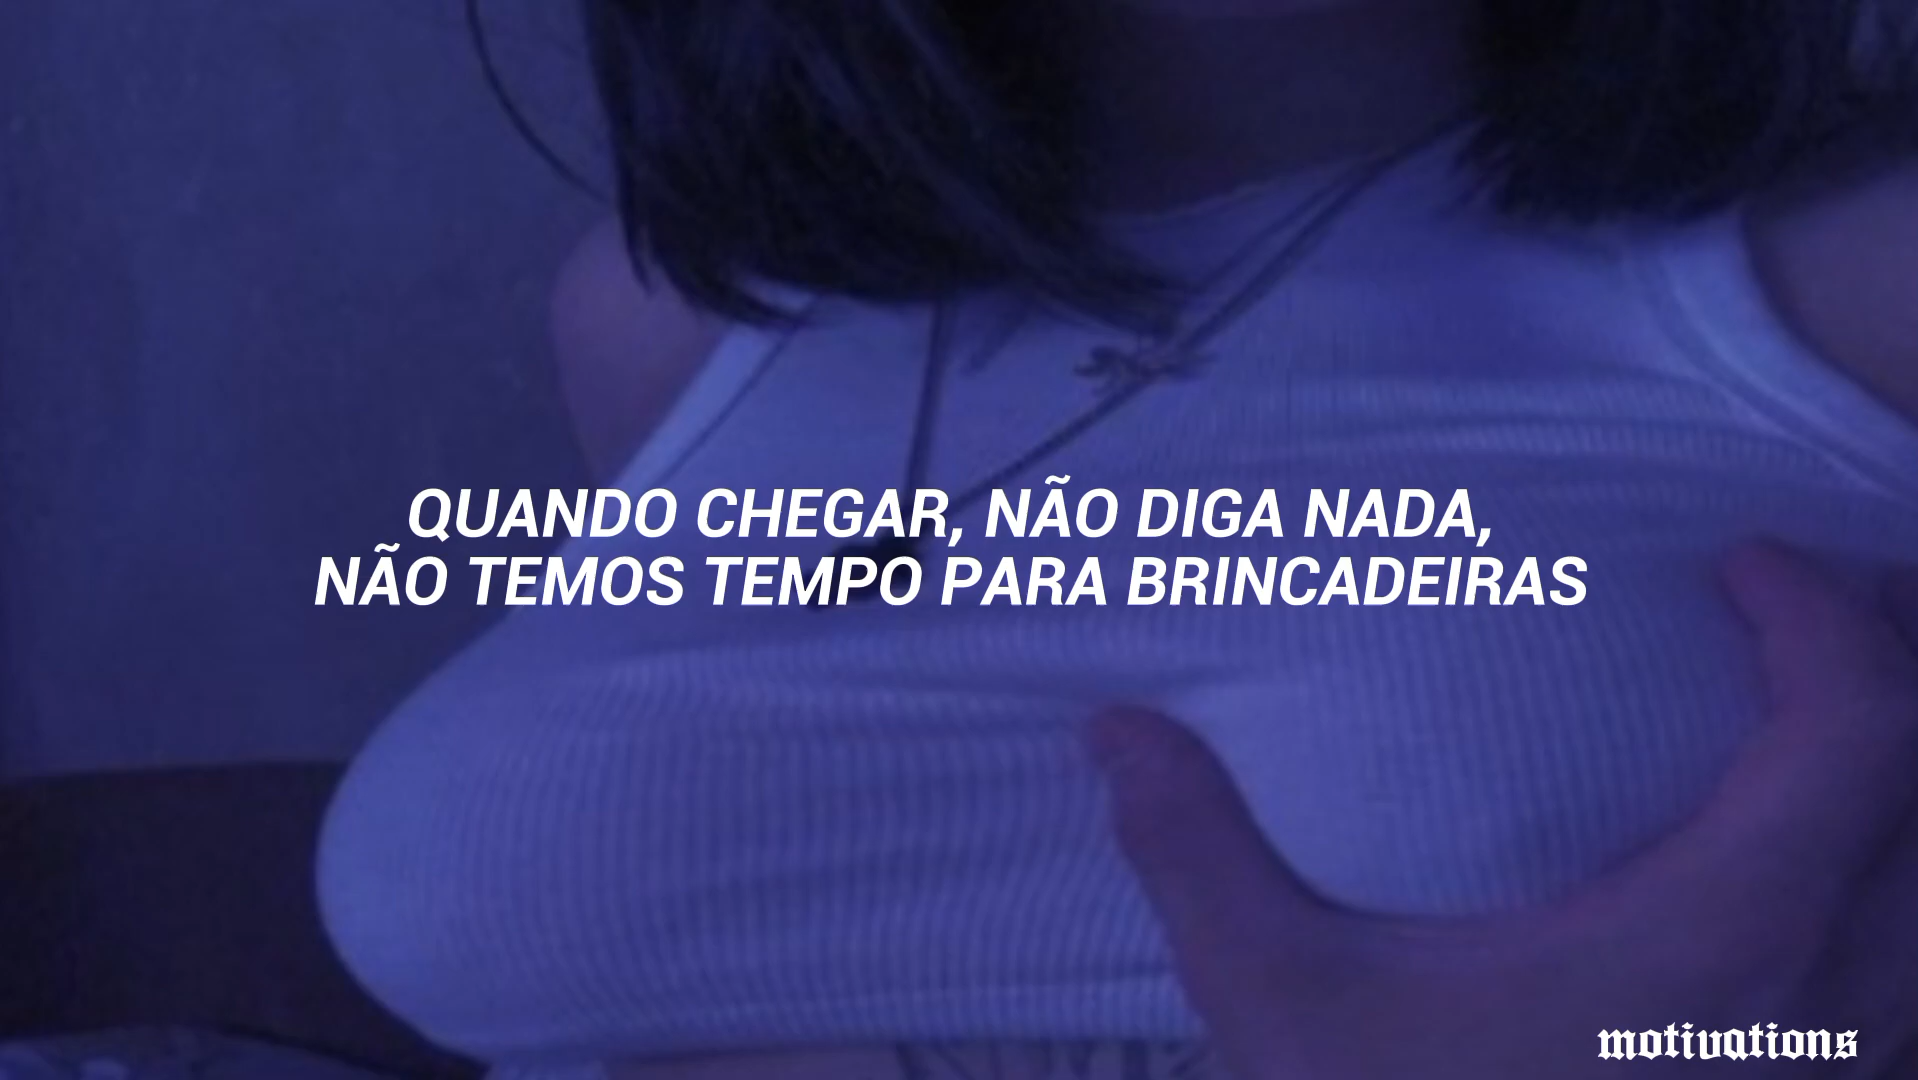 QUANDO CHEGAR, NÃO DIGA NADA,
NÃO TEMOS TEMPO PARA BRINCADEIRAS
motivations